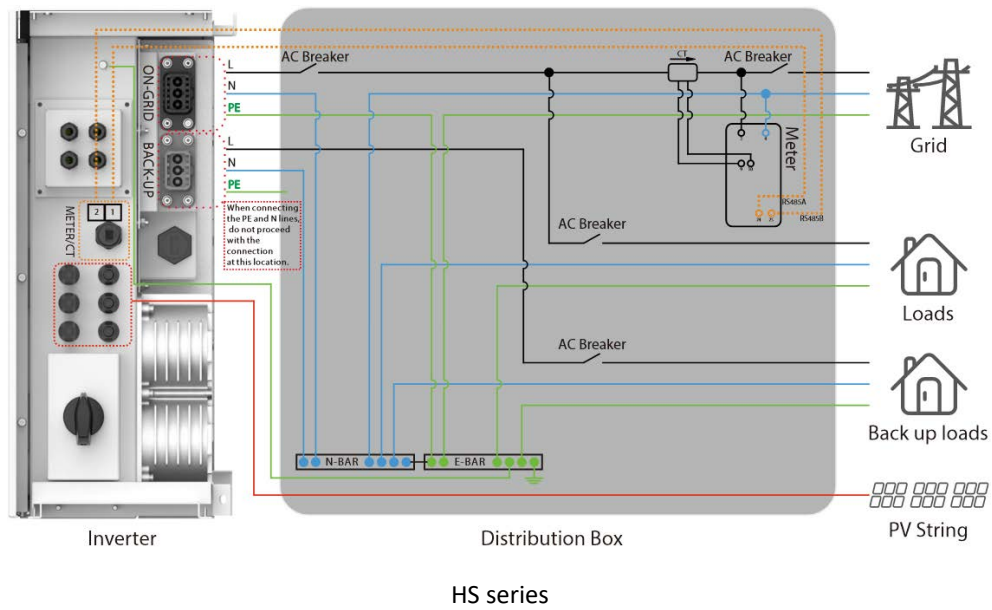 ON-GRID
BACK-UP
METER/CT
2 1
L
N
PE
L
N
PE
When connecting
the PE and N lines,
do not proceed
with the
connection
at this location.
AC Breaker
CT
AC Breaker
Meter
RS485A
RS485B
Grid
AC Breaker
Loads
AC Breaker
Back up loads
N-BAR
E-BAR
PV String
Inverter
Distribution Box
HS series